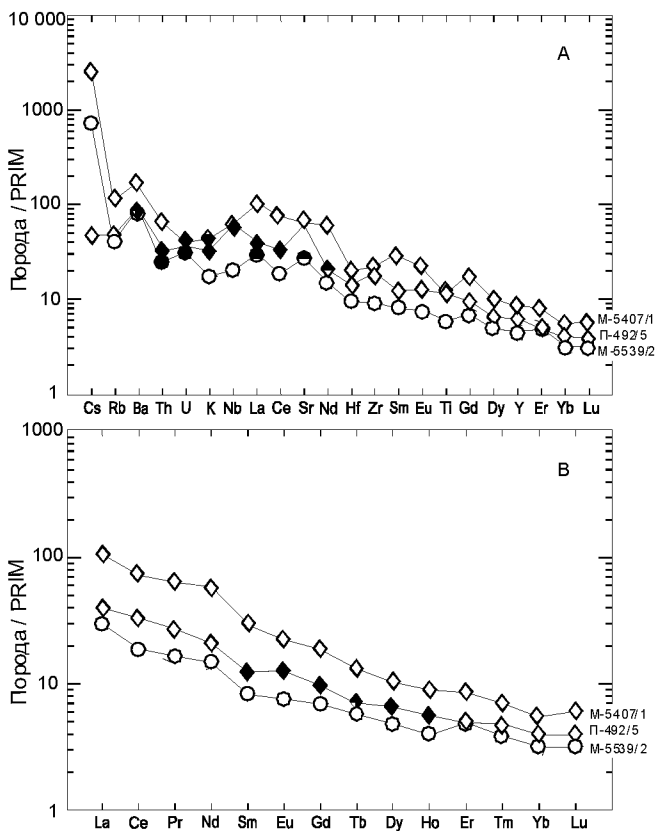 10 000
A
1000
100
10
1
Порода / PRIM
М-5407/1
П-492/5
М-5539/2
Cs Rb Ba Th U K Nb La Ce Sr Nd Hf Zr Sm Eu Ti Gd Dy Y Er Yb Lu
1000
B
100
10
1
Порода / PRIM
М-5407/1
П-492/5
М-5539/2
La Ce Pr Nd Sm Eu Gd Tb Dy Ho Er Tm Yb Lu